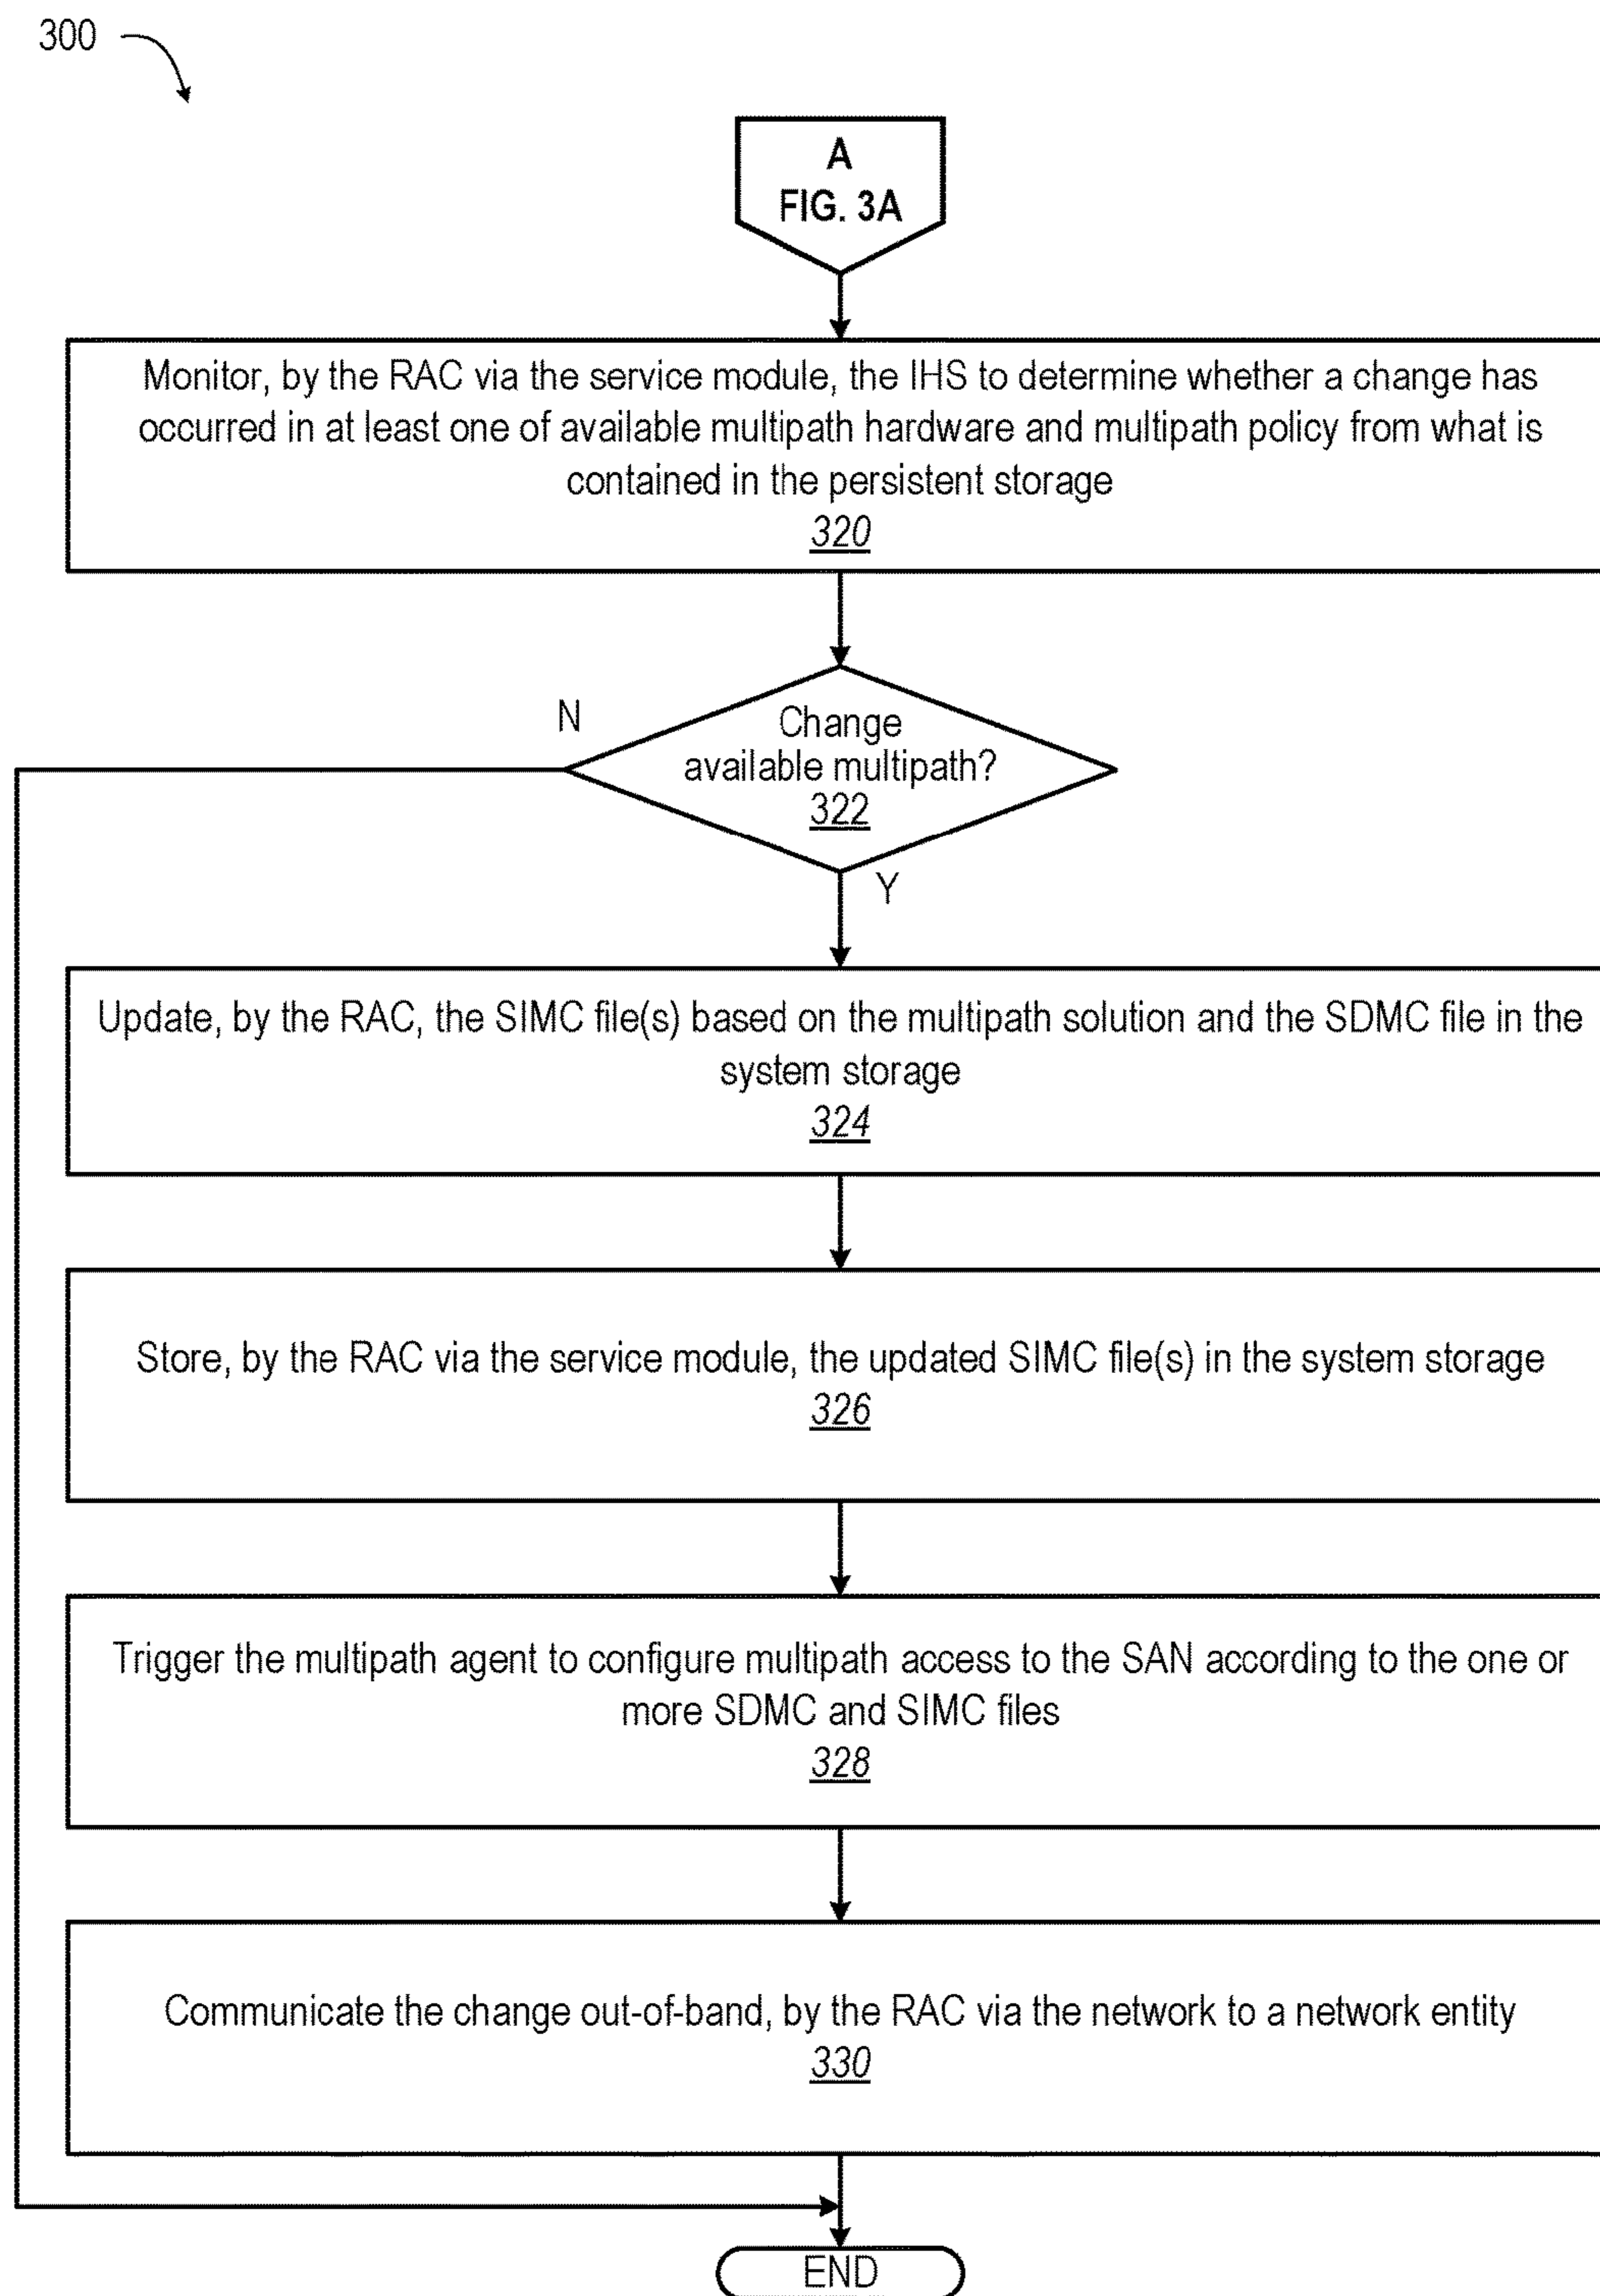 300
A
FIG. 3A
Monitor, by the RAC via the service module, the IHS to determine whether a change has
occurred in at least one of available multipath hardware and multipath policy from what is
contained in the persistent storage
320
N
Change
available multipath?
322
Y
Update, by the RAC, the SIMC file(s) based on the multipath solution and the SDMC file in the
system storage
324
Store, by the RAC via the service module, the updated SIMC file(s) in the system storage
326
Trigger the multipath agent to configure multipath access to the SAN according to the one or
more SDMC and SIMC files
328
Communicate the change out-of-band, by the RAC via the network to a network entity
330
END